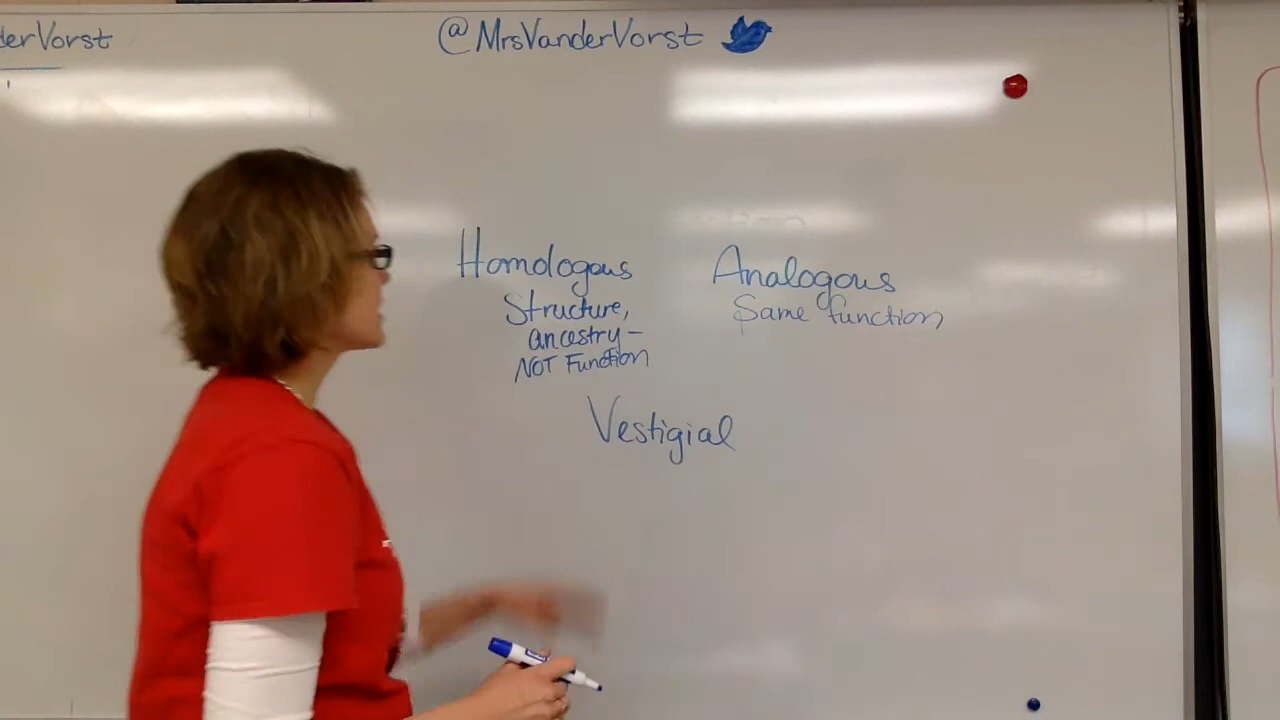 derVorst
@MrsVanderVorst
Homologous
Structure,
ancestry-
NOT Function
Analogous
Same function
Vestigial